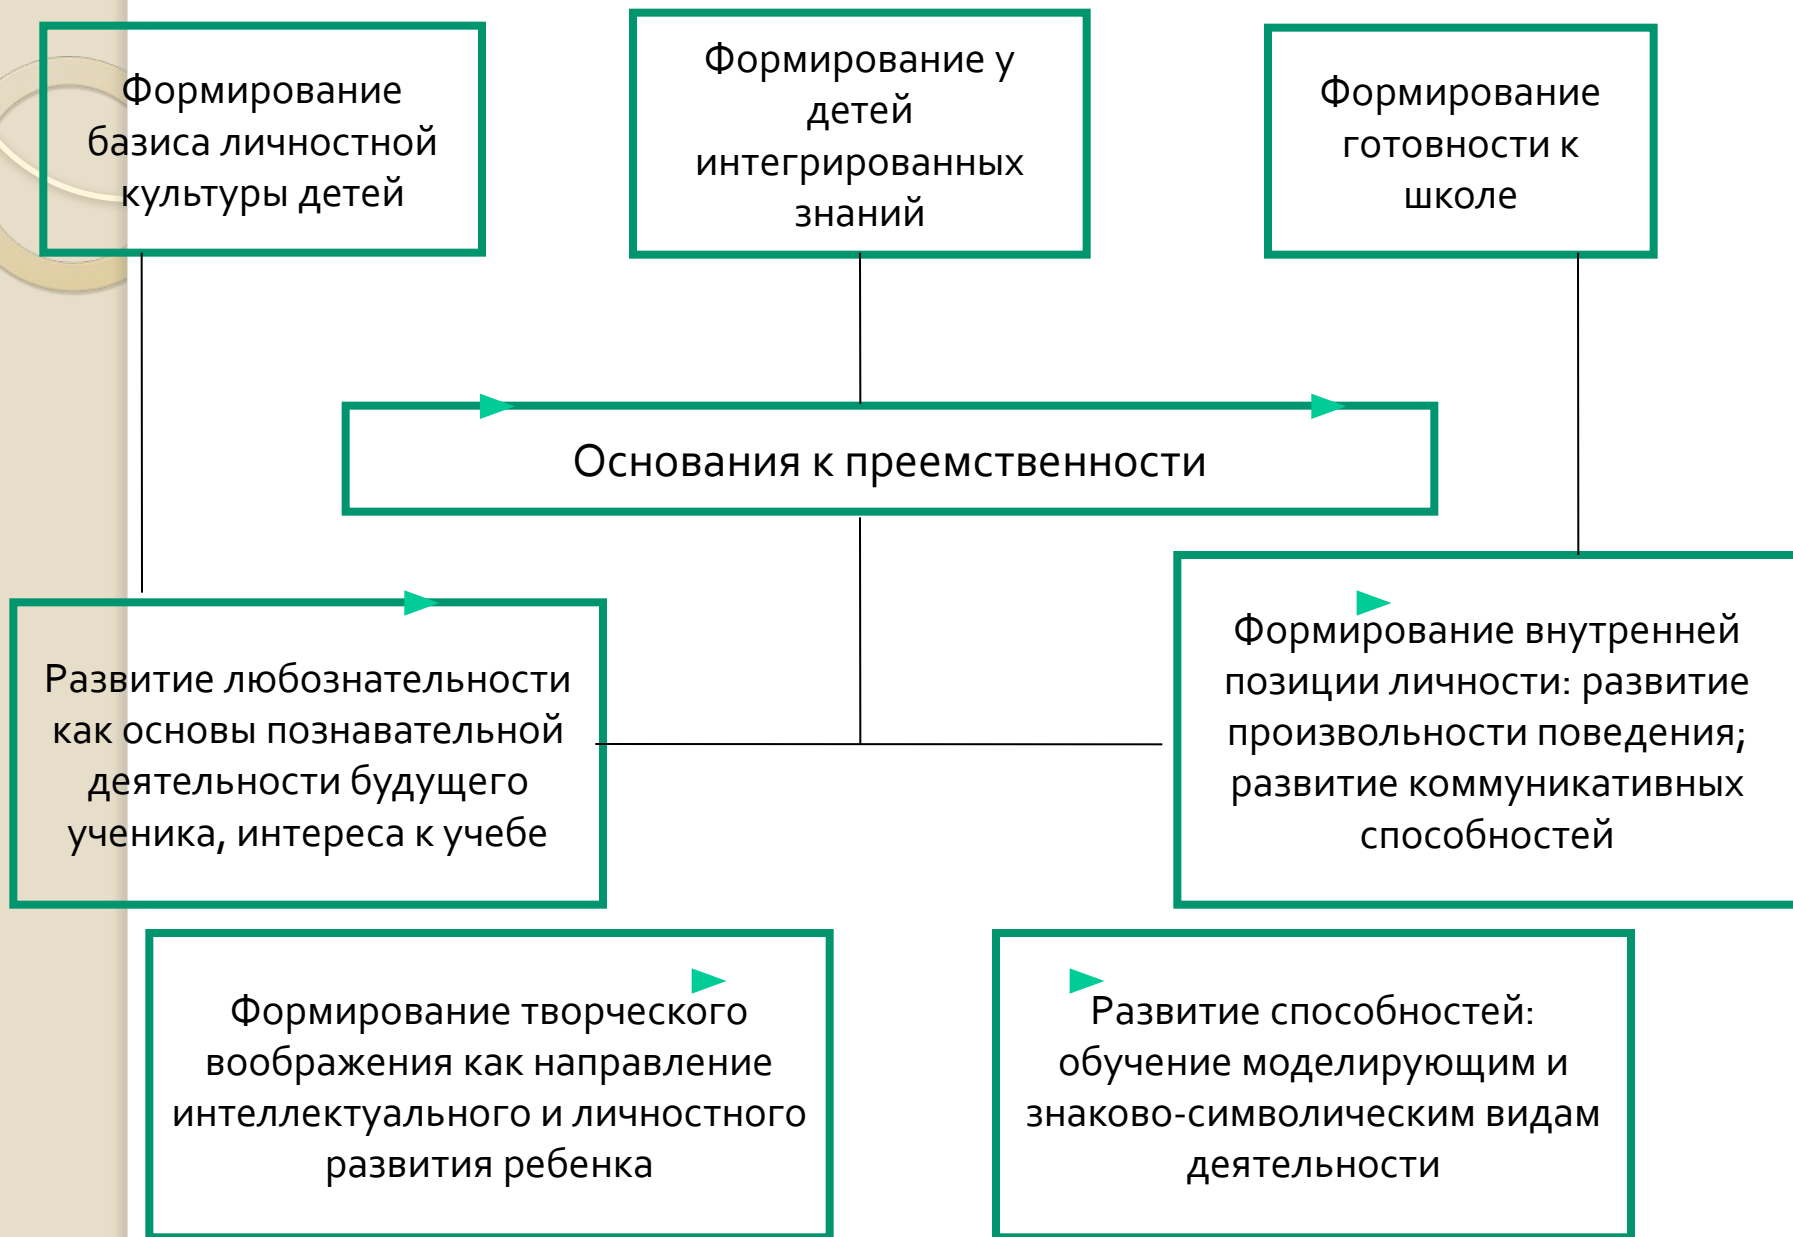 Формирование
базиса личностной
культуры детей
Формирование у
детей
интегрированных
знаний
Формирование
готовности к
школе
Основания к преемственности
Развитие любознательности
как основы познавательной
деятельности будущего
ученика, интереса к учебе
Формирование внутренней
позиции личности: развитие
произвольности поведения;
развитие коммуникативных
способностей
Формирование творческого
воображения как направление
интеллектуального и личностного
развития ребенка
Развитие способностей:
обучение моделирующим и
знаково-символическим видам
деятельности